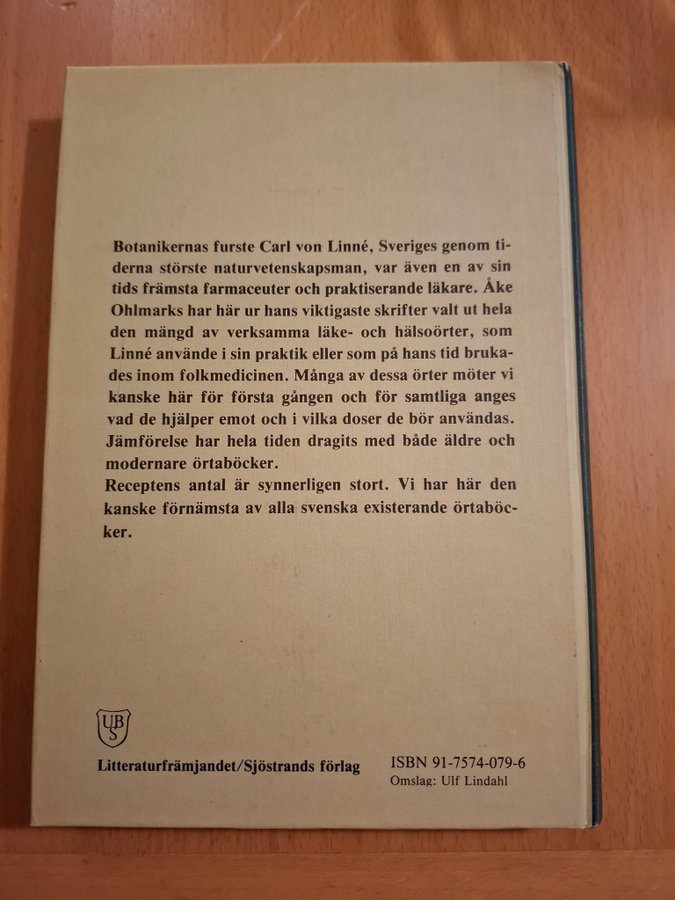 Botanikernas furste Carl von Linné, Sveriges genom ti-
derna störste naturvetenskapsman, var även en av sin
tids främsta farmaceuter och praktiserande läkare. Åke
Ohlmarks har här ur hans viktigaste skrifter valt ut hela
den mängd av verksamma läke- och hälsoörter, som
Linné använde i sin praktik eller som på hans tid bruka-
des inom folkmedicinen. Många av dessa örter möter vi
kanske här för första gången och för samtliga anges
vad de hjälper emot och i vilka doser de bör användas.
Jämförelse har hela tiden dragits med både äldre och
modernare örtaböcker.
Receptens antal är synnerligen stort. Vi har här den
kanske förnämsta av alla svenska existerande örtaböc-
ker.
UB
S
Litteraturfrämjandet/Sjöstrands förlag
ISBN 91-7574-079-6
Omslag: Ulf Lindahl